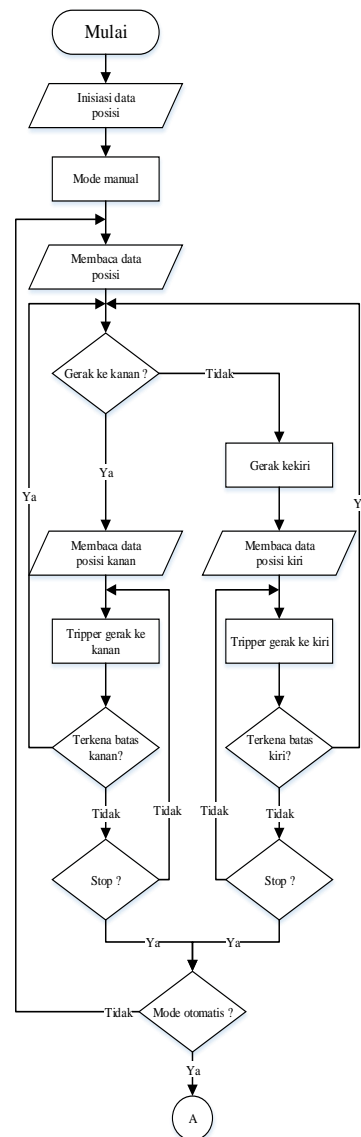 Mulai
Inisiasi data
posisi
Mode manual
Membaca data
posisi
Gerak ke kanan ?
Tidak
Ya
Gerak kekiri
Ya
Y
Membaca data
posisi kanan
Membaca data
posisi kiri
Tripper gerak ke
kanan
Tripper gerak ke kiri
Terkena batas
kanan?
Terkena batas
kiri?
Tidak
Tidak
Tidak
Tidak
Stop ?
Stop ?
Ya
Ya
Tidak
Mode otomatis ?
Ya
A